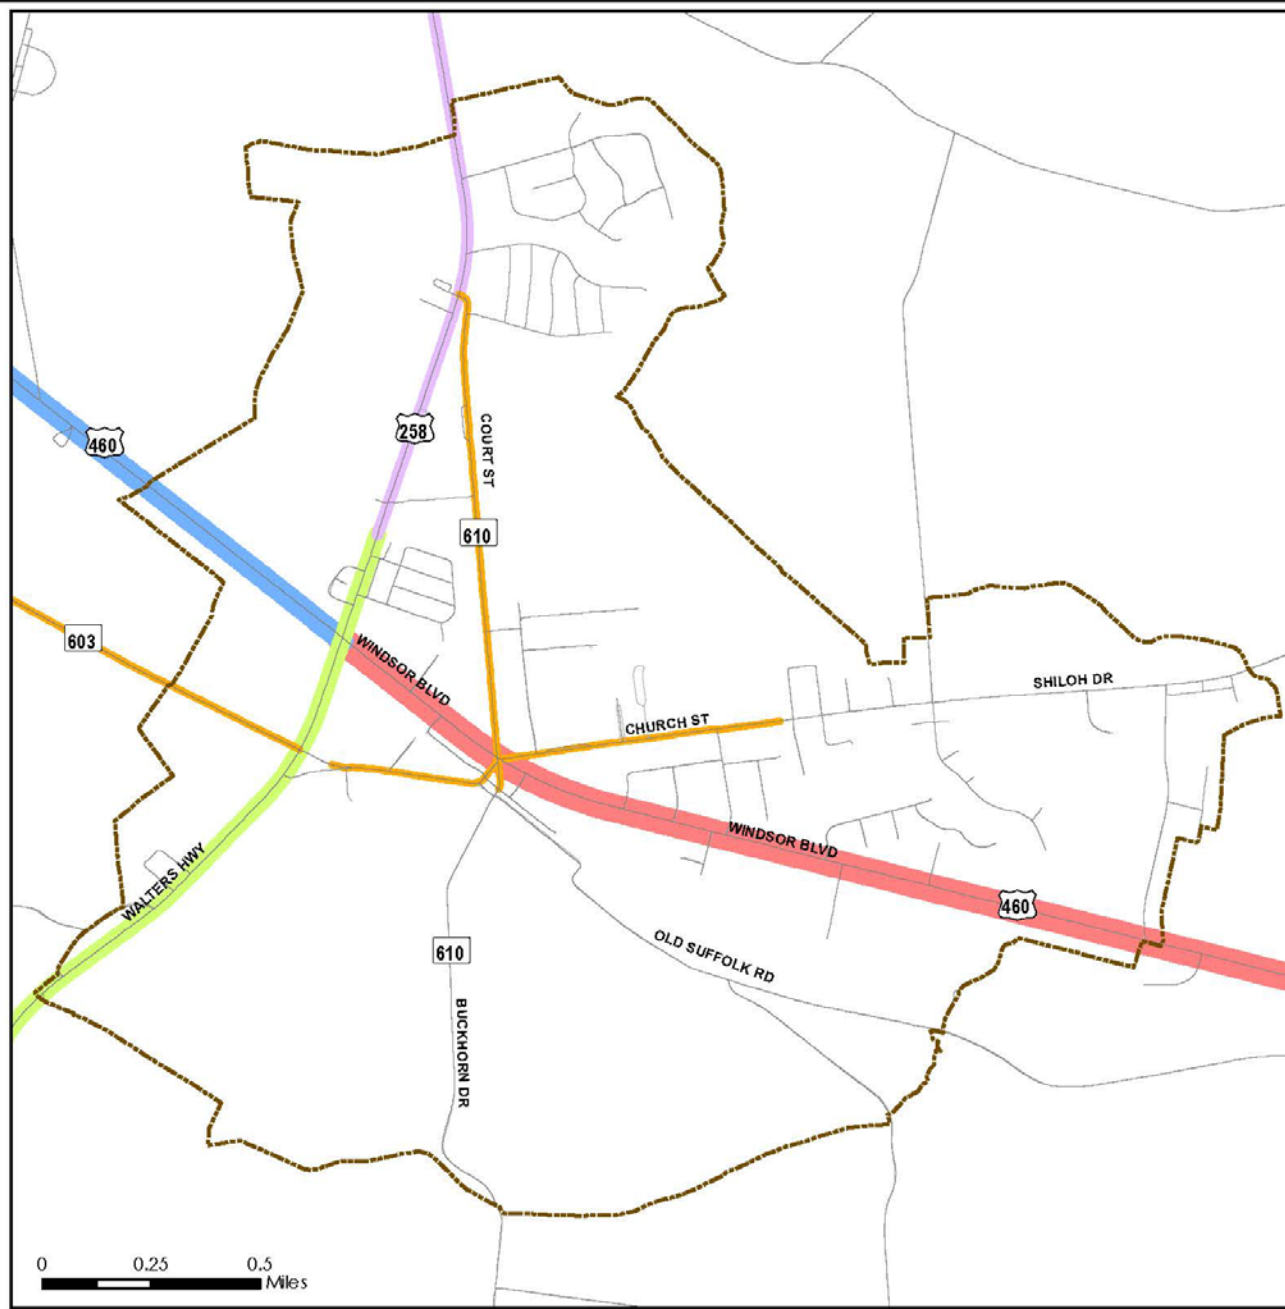 460
258
COURT ST
610
603
WINDSOR BLVD
SHILOH DR
CHURCH ST
WINDSOR BLVD
WALTERS HWY
460
610
OLD SUFFOLK RD
BUCKHORN DR
0 0.25 0.5
Miles